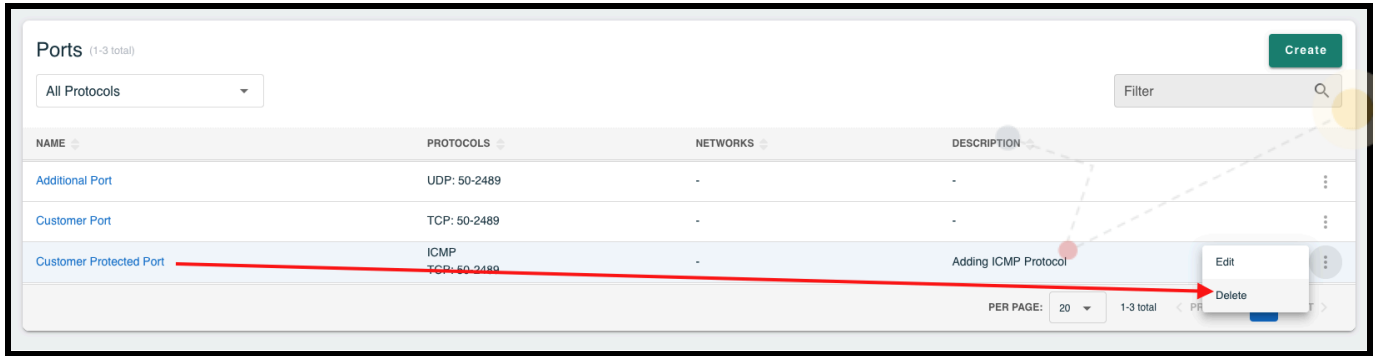 Ports (1-3 total)
Create
All Protocols
Filter
NAME PROTOCOLS NETWORKS DESCRIPTION
Additional Port UDP: 50-2489 - -
Customer Port TCP: 50-2489 - -
Customer Protected Port ICMP - Adding ICMP Protocol
TCP: 50-2489
Edit
Delete
PER PAGE: 20 1-3 total